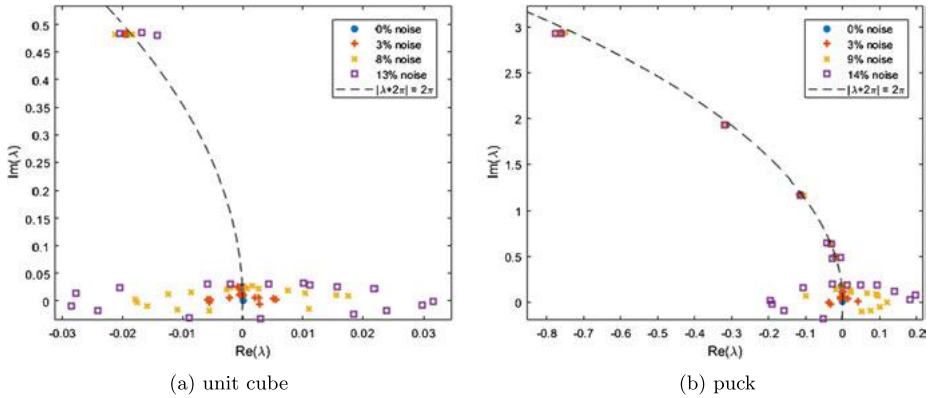 0.5
0.45
0.4
0.35
0.3
0.25
0.2
0.15
0.1
0.05
0
Im(λ)
-0.03
-0.02
-0.01
0
0.01
0.02
0.03
Re(λ)
0% noise
3% noise
8% noise
13% noise
|λ+2π| = 2π
(a) unit cube
3
2.5
2
1.5
1
0.5
0
Im(λ)
-0.8
-0.7
-0.6
-0.5
-0.4
-0.3
-0.2
-0.1
0
0.1
0.2
Re(λ)
0% noise
3% noise
9% noise
14% noise
|λ+2π| = 2π
(b) puck